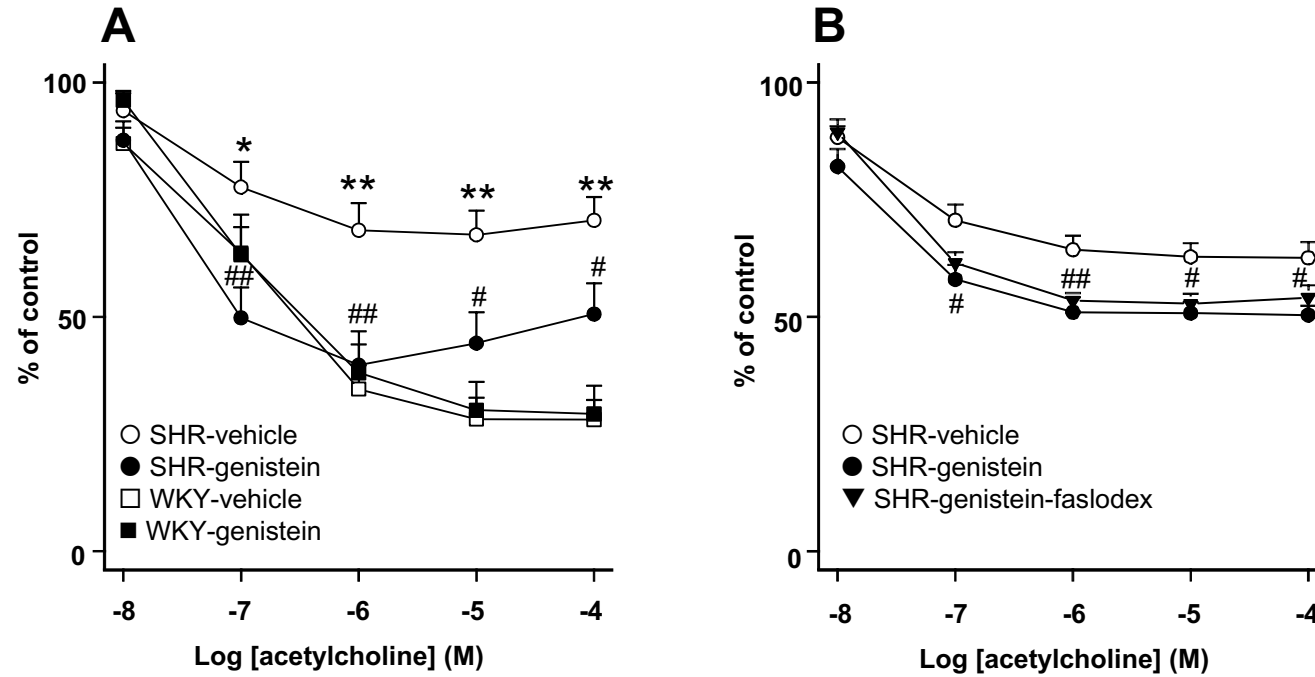 A
% of control
100
50
0
*
**
**
**
##
##
#
#
SHR-vehicle
SHR-genistein
WKY-vehicle
WKY-genistein
-8
-7
-6
-5
-4
Log [acetylcholine] (M)
B
% of control
100
50
0
#
##
#
#
SHR-vehicle
SHR-genistein
SHR-genistein-faslodex
-8
-7
-6
-5
-4
Log [acetylcholine] (M)